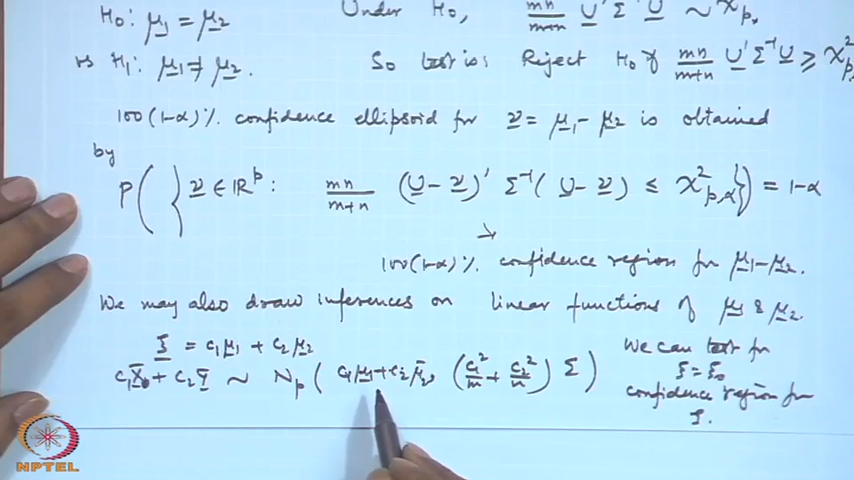 H₀: μ₁ = μ₂ Under H₀, mn/(m+n) U' Σ⁻¹ U ~ χ²p,
vs H₁: μ₁ ≠ μ₂. So test is: Reject H₀ if mn/(m+n) U' Σ⁻¹ U ≥ χ²p,
100(1-α)% confidence ellipsoid for ν = μ₁ - μ₂ is obtained
by
P( { ν ∈ ℝᵖ : mn/(m+n) (U - ν)' Σ⁻¹ (U - ν) ≤ χ²p,α } ) = 1-α
→
100(1-α)% confidence region for μ₁ - μ₂.
We may also draw inferences on linear functions of μ₁ & μ₂.
ξ = c₁μ₁ + c₂μ₂ We can test for
c₁X̄ + c₂Ȳ ~ Nₚ( c₁μ₁ + c₂μ₂, (c₁²/m + c₂²/n) Σ ) ξ = ξ₀
confidence region for
ξ.
NPTEL